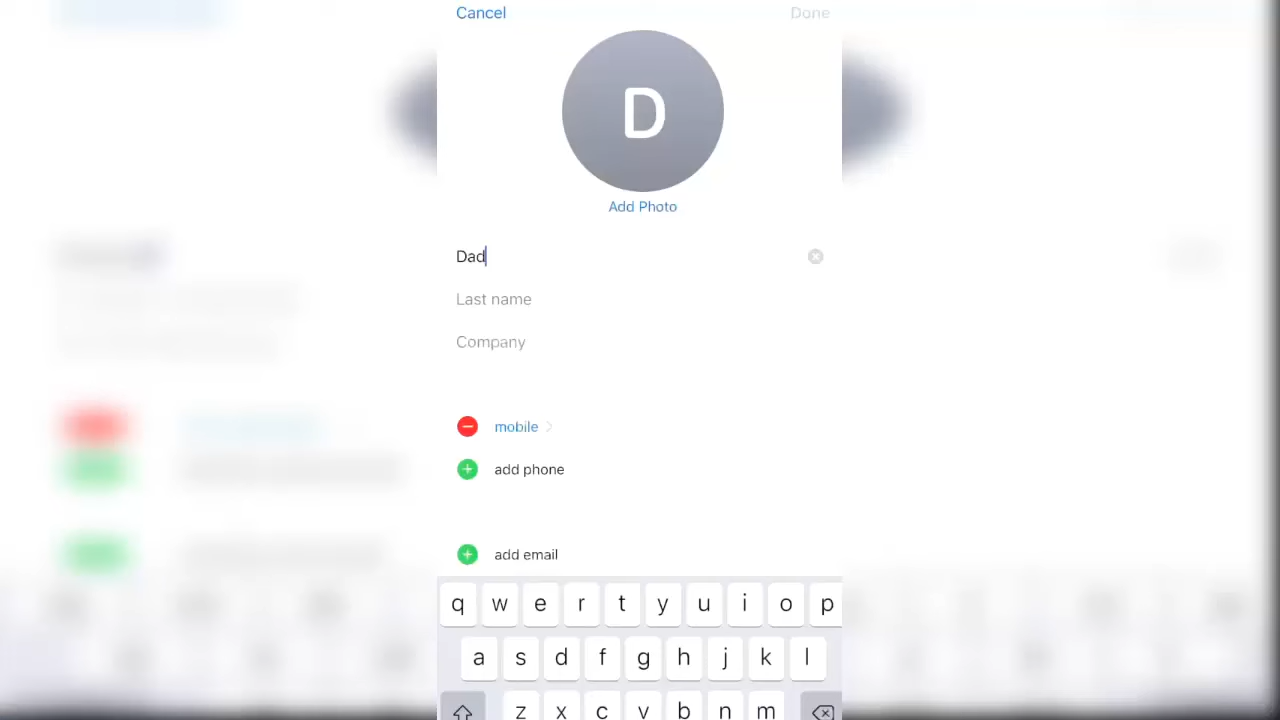 Cancel Done
D
Add Photo
Dad
Last name
Company
mobile
add phone
add email
q w e r t y u i o p
a s d f g h j k l
z x c v b n m